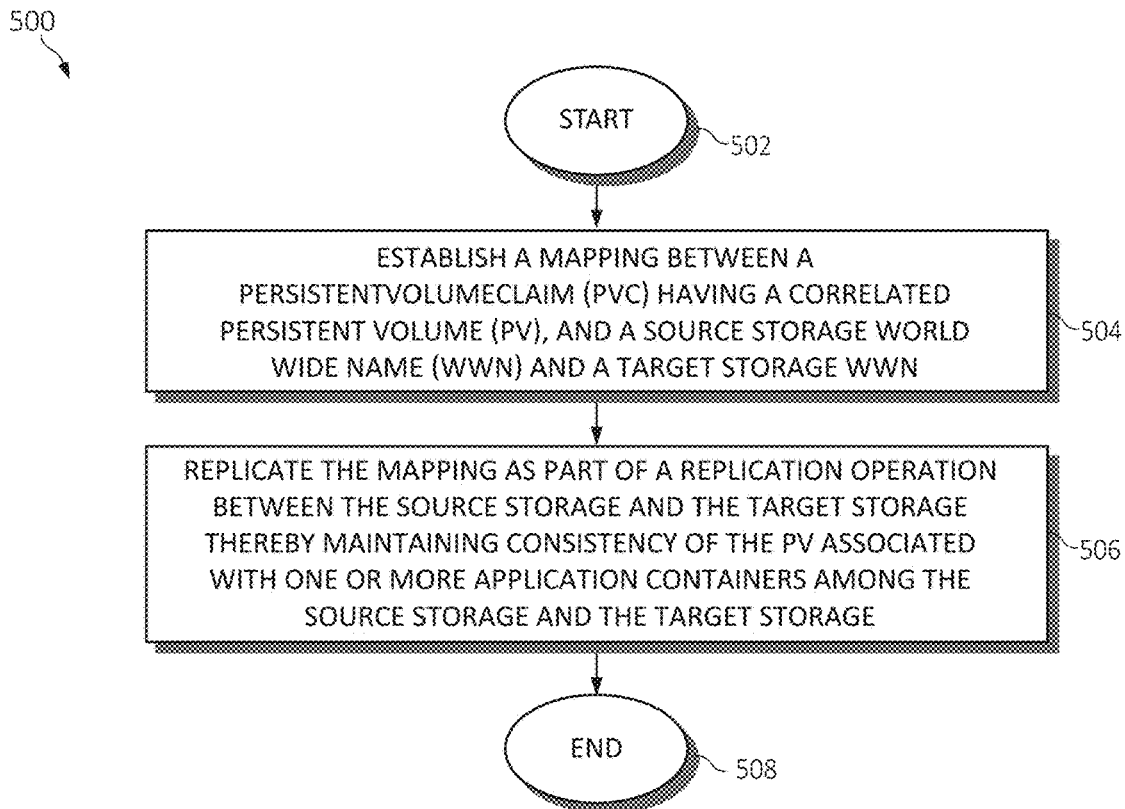 500
START
502
ESTABLISH A MAPPING BETWEEN A
PERSISTENTVOLUMECLAIM (PVC) HAVING A CORRELATED
PERSISTENT VOLUME (PV), AND A SOURCE STORAGE WORLD
WIDE NAME (WWN) AND A TARGET STORAGE WWN
504
REPLICATE THE MAPPING AS PART OF A REPLICATION OPERATION
BETWEEN THE SOURCE STORAGE AND THE TARGET STORAGE
THEREBY MAINTAINING CONSISTENCY OF THE PV ASSOCIATED
WITH ONE OR MORE APPLICATION CONTAINERS AMONG THE
SOURCE STORAGE AND THE TARGET STORAGE
506
END
508